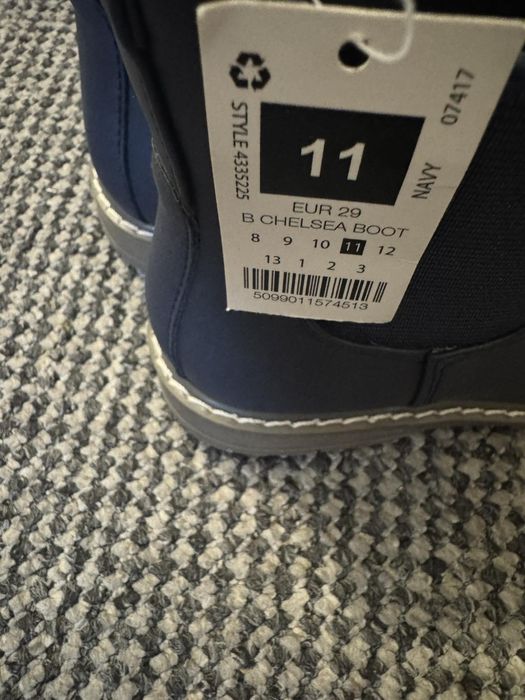 STYLE 4335225
11
NAVY
07417
EUR 29
B CHELSEA BOOT
8 9 10 11 12
13 1 2 3
5099011574513